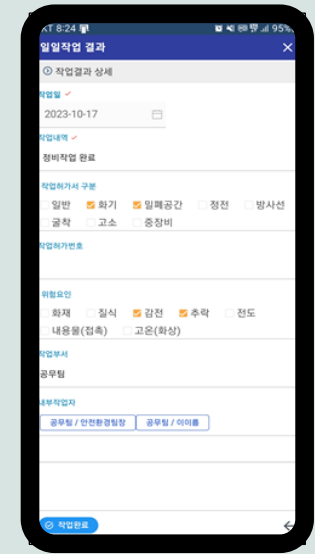 KT 8:24
95%
일일작업 결과
작업결과 상세
작업일
2023-10-17
작업내역
정비작업 완료
작업허가서 구분
일반 화기 밀폐공간 정전 방사선
굴착 고소 중장비
작업허가번호
위험요인
화재 질식 감전 추락 전도
내용물(접촉) 고온(화상)
작업부서
공무팀
내부작업자
공무팀 / 안전환경팀장 공무팀 / 이이름
작업완료